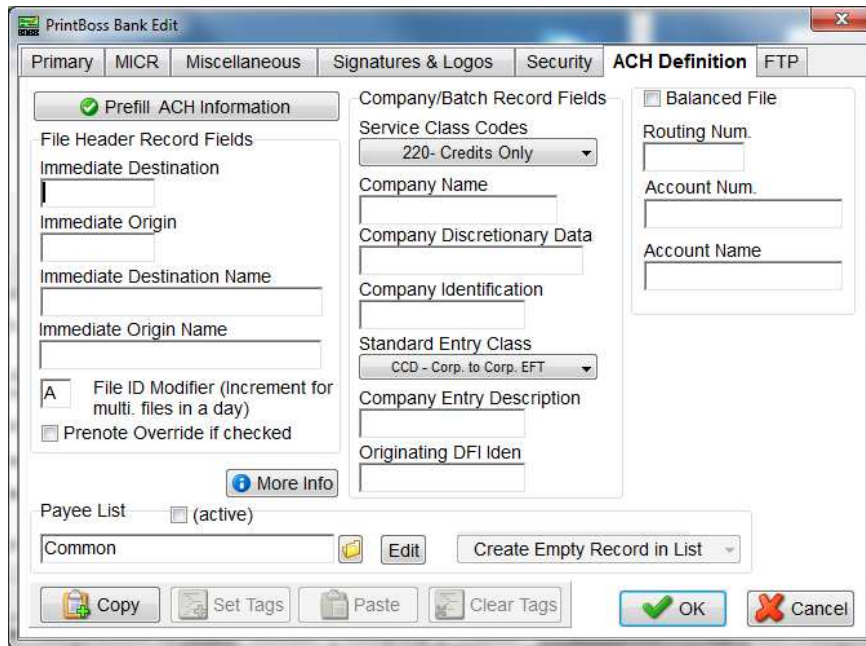 PrintBoss Bank Edit
Primary
MICR
Miscellaneous
Signatures & Logos
Security
ACH Definition
FTP
Prefill ACH Information
File Header Record Fields
Immediate Destination
Immediate Origin
Immediate Destination Name
Immediate Origin Name
A
File ID Modifier (Increment for
multi. files in a day)
Prenote Override if checked
More Info
Company/Batch Record Fields
Service Class Codes
220- Credits Only
Company Name
Company Discretionary Data
Company Identification
Standard Entry Class
CCD - Corp. to Corp. EFT
Company Entry Description
Originating DFI Iden
Balanced File
Routing Num.
Account Num.
Account Name
Payee List
(active)
Common
Edit
Create Empty Record in List
Copy
Set Tags
Paste
Clear Tags
OK
Cancel